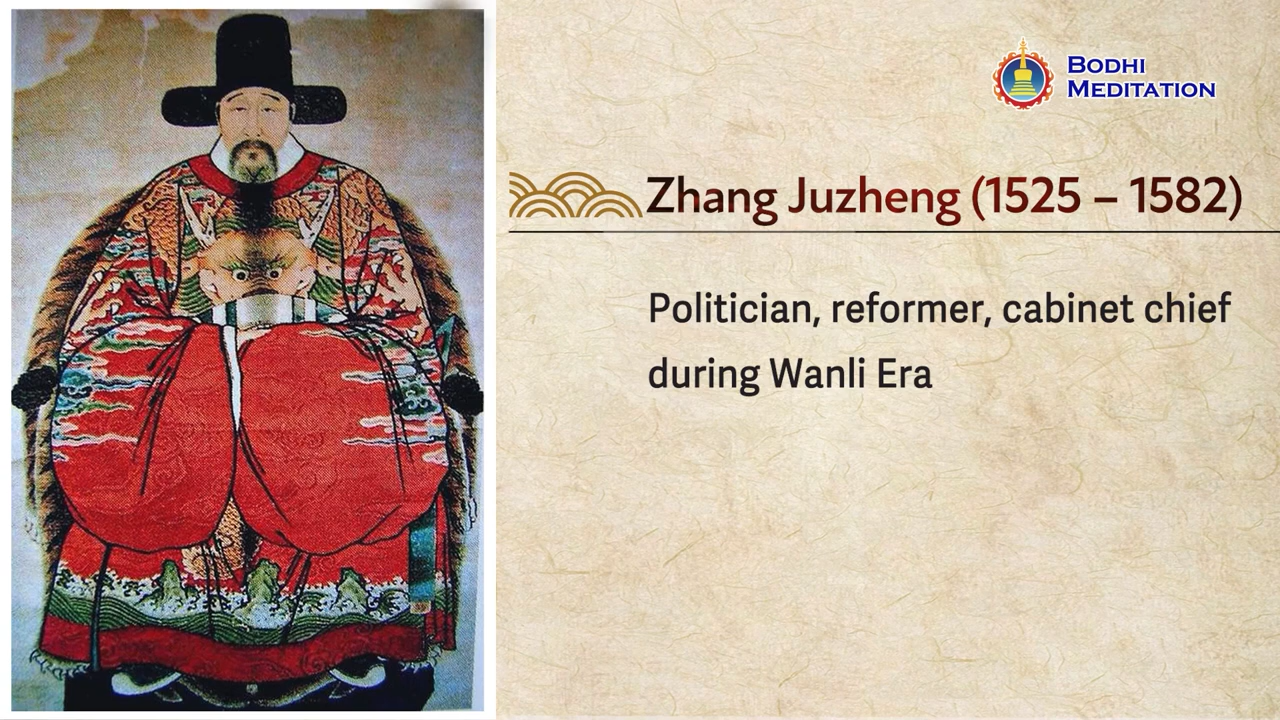 BODHI
MEDITATION
Zhang Juzheng (1525 – 1582)
Politician, reformer, cabinet chief
during Wanli Era